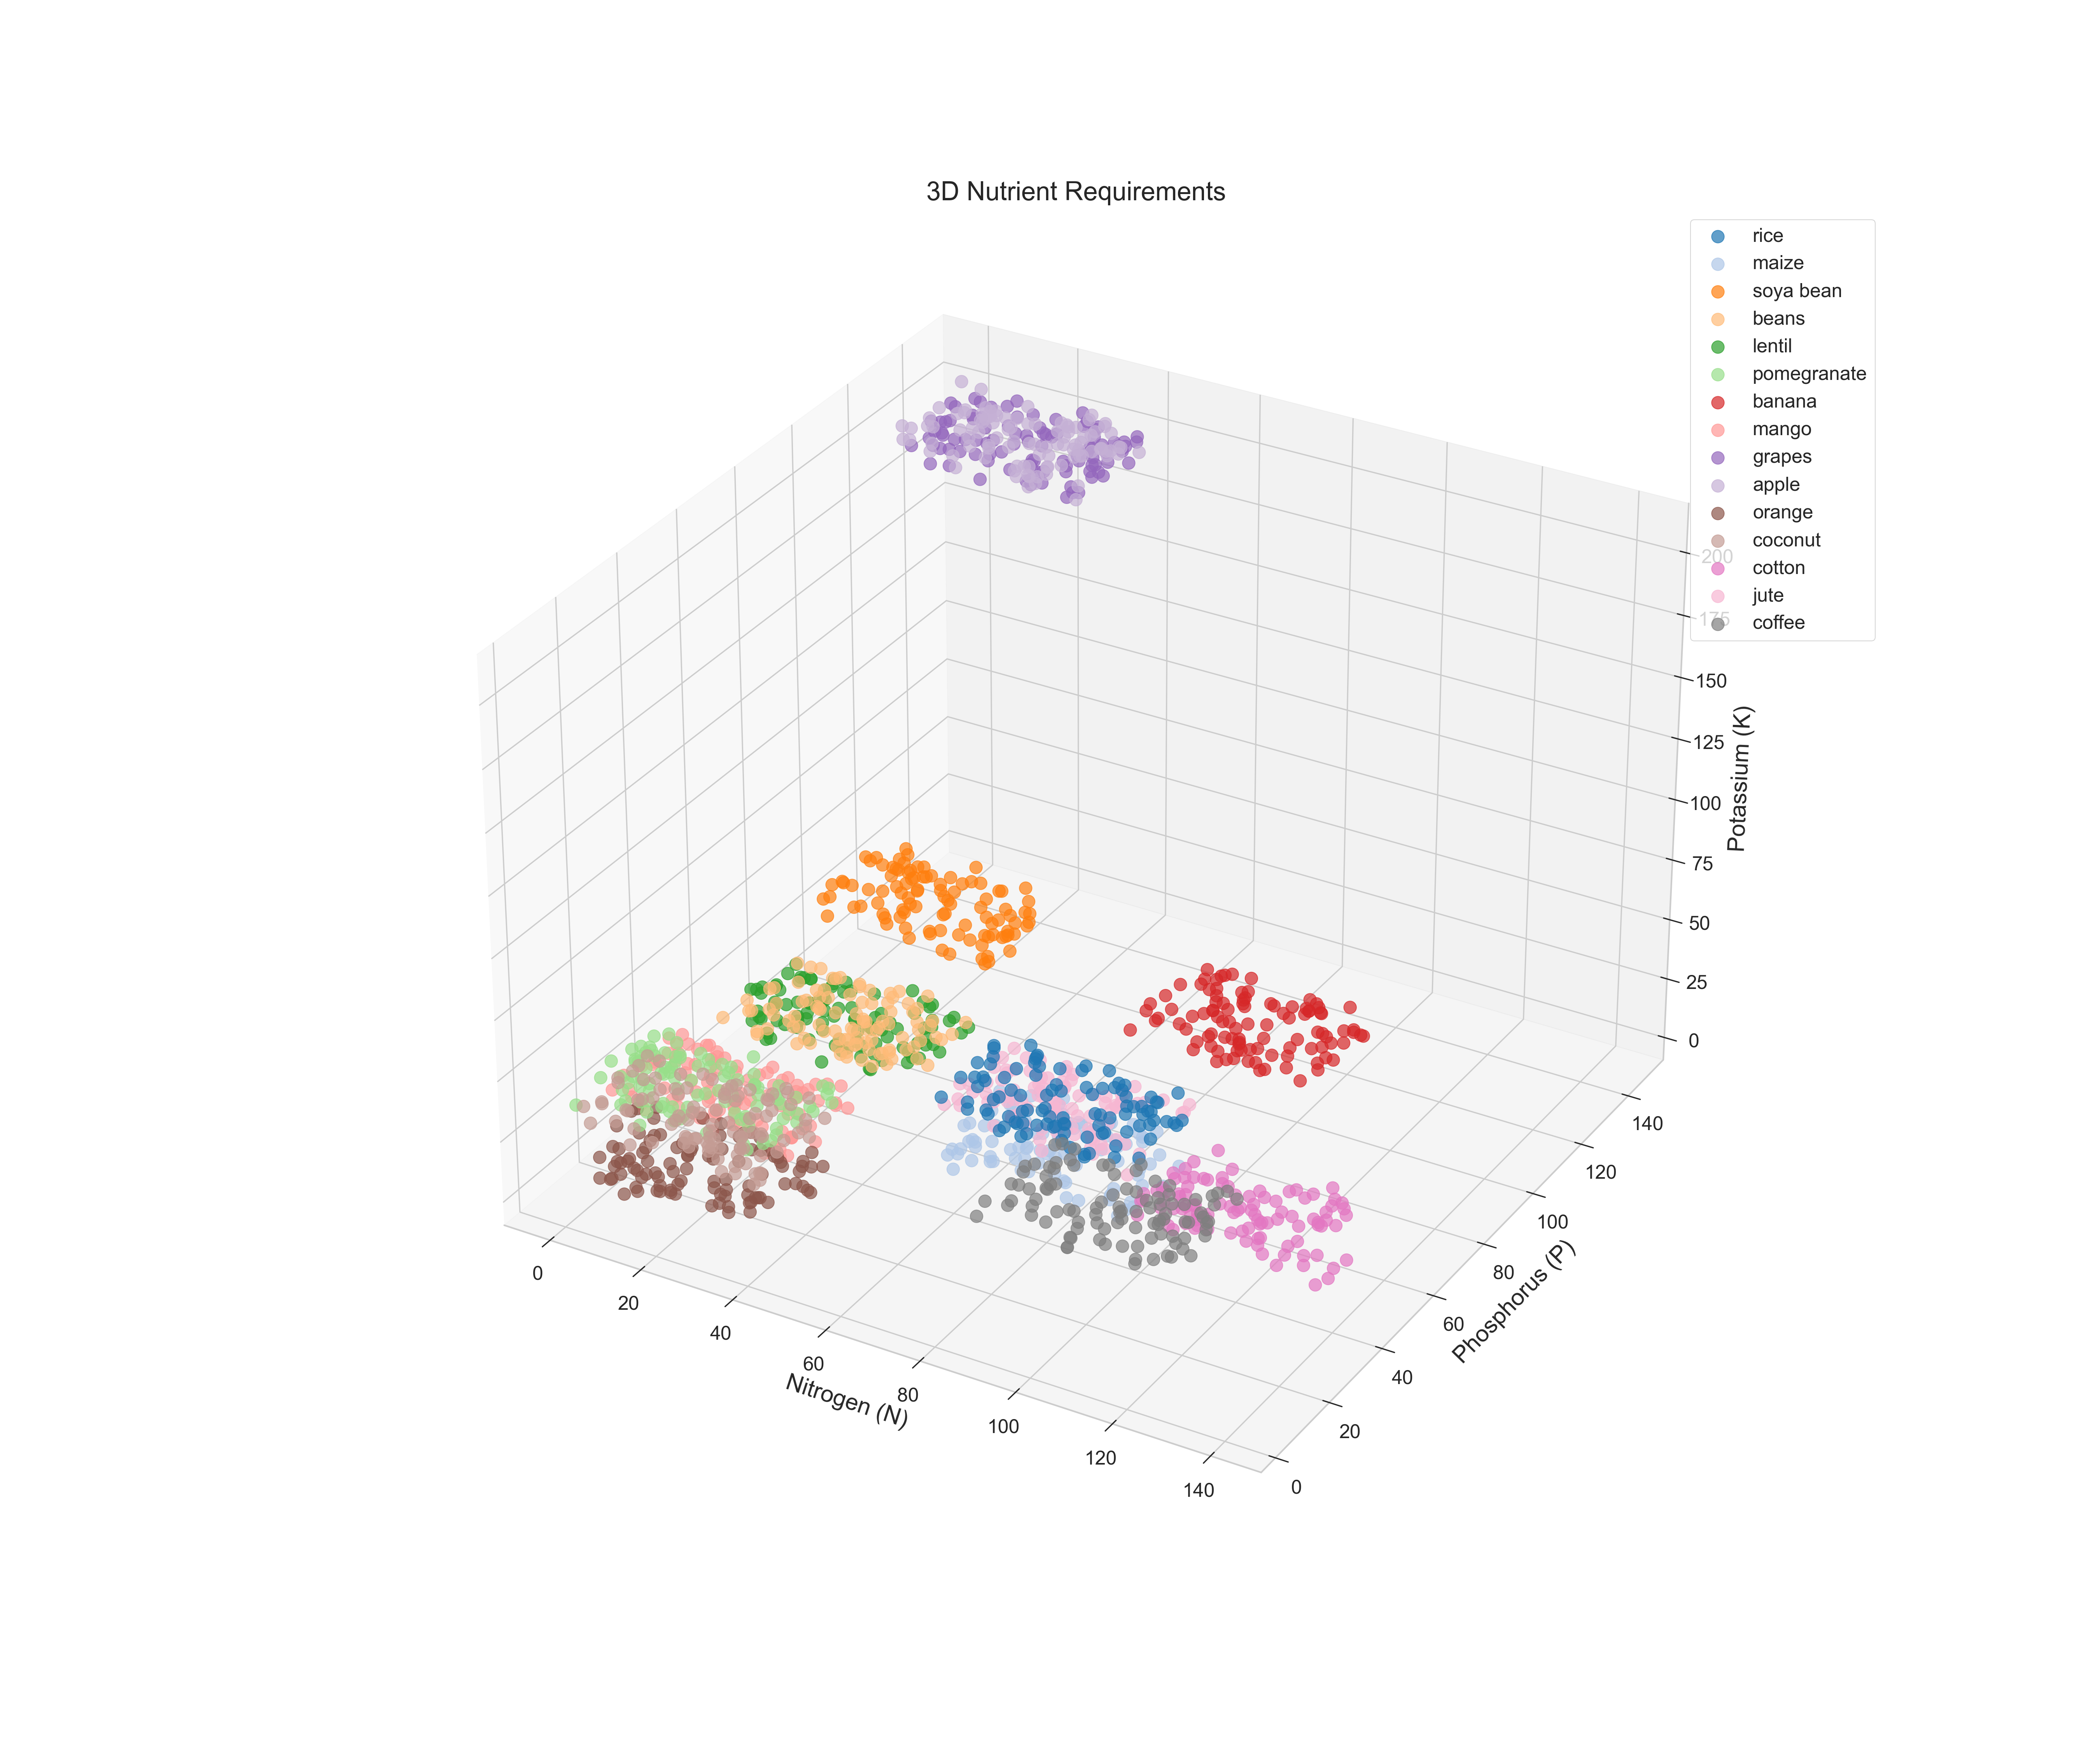 3D Nutrient Requirements
rice
maize
soya bean
beans
lentil
pomegranate
banana
mango
grapes
apple
orange
coconut
cotton
jute
coffee
200
175
150
125
100
75
50
25
0
Potassium (K)
140
120
100
80
60
40
20
0
Phosphorus (P)
0
20
40
60
80
100
120
140
Nitrogen (N)